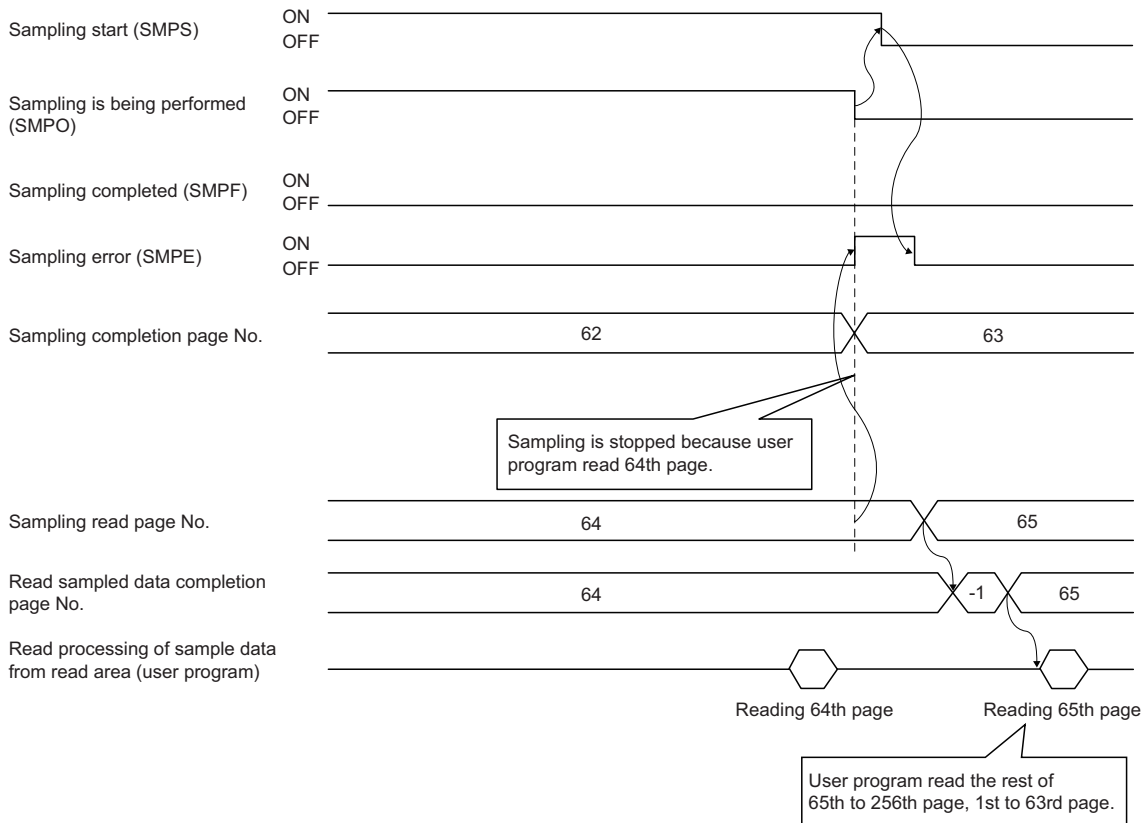 Sampling start (SMPS)
ON
OFF
Sampling is being performed
(SMPO)
ON
OFF
Sampling completed (SMPF)
ON
OFF
Sampling error (SMPE)
ON
OFF
Sampling completion page No.
62
63
Sampling is stopped because user
program read 64th page.
Sampling read page No.
64
65
Read sampled data completion
page No.
64
-1
65
Read processing of sample data
from read area (user program)
Reading 64th page
Reading 65th page
User program read the rest of
65th to 256th page, 1st to 63rd page.